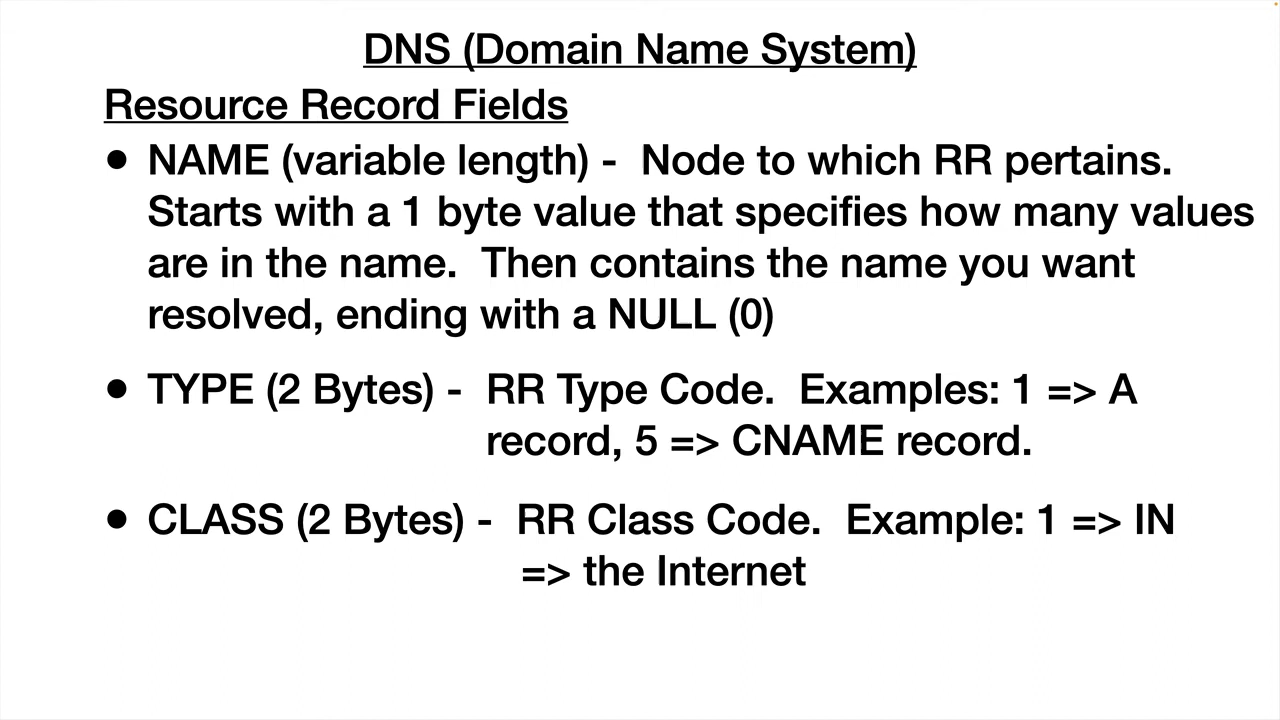 DNS (Domain Name System)
Resource Record Fields
• NAME (variable length) -  Node to which RR pertains.
Starts with a 1 byte value that specifies how many values
are in the name.  Then contains the name you want
resolved, ending with a NULL (0)
• TYPE (2 Bytes) -  RR Type Code.  Examples: 1 => A
record, 5 => CNAME record.
• CLASS (2 Bytes) -  RR Class Code.  Example: 1 => IN
=> the Internet